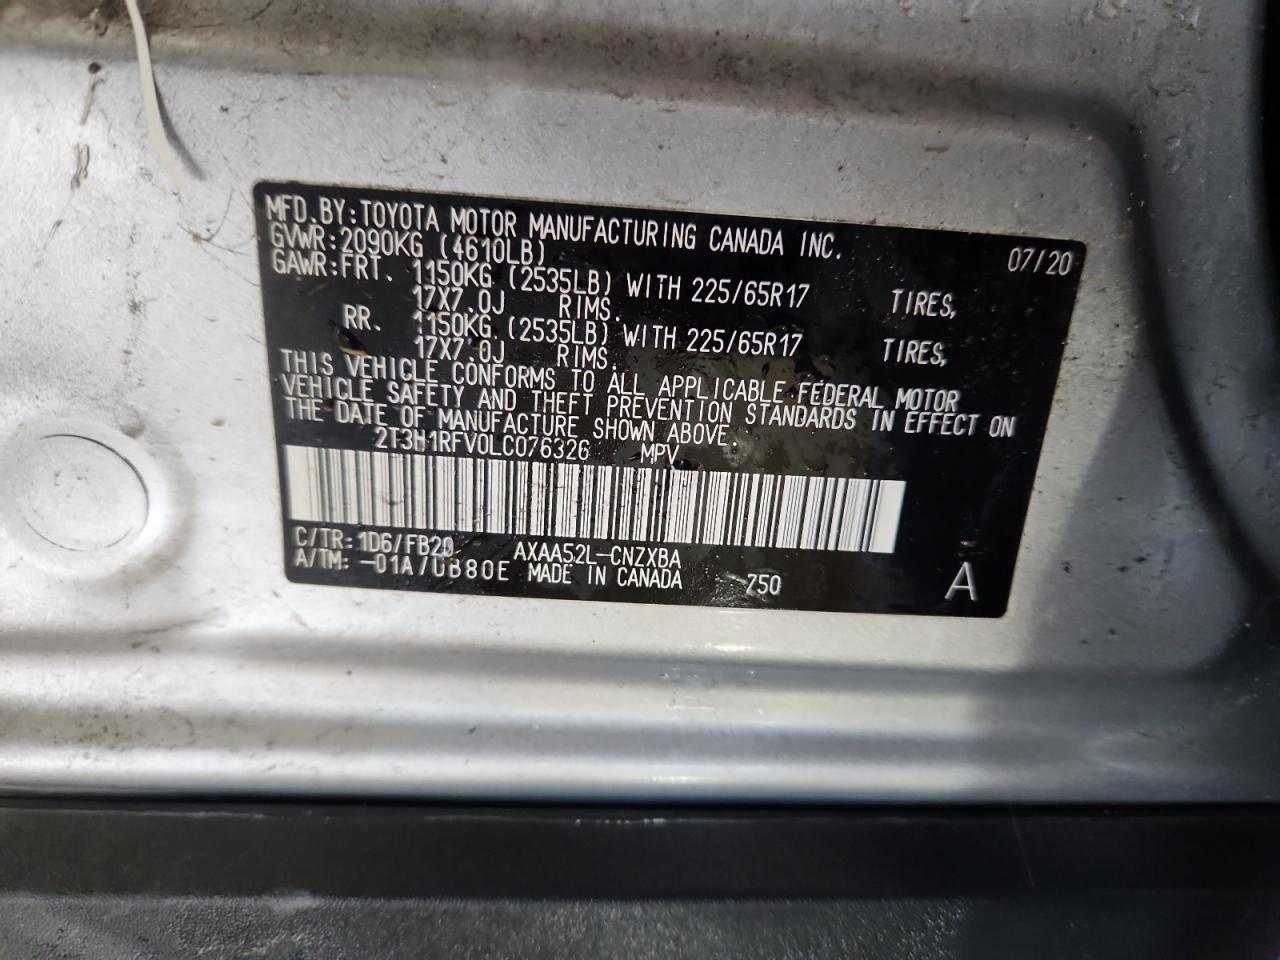 MFD.BY:TOYOTA MOTOR MANUFACTURING CANADA INC. 07/20
GVWR:2090KG (4610LB)
GAWR:FRT. 1150KG (2535LB) WITH 225/65R17 TIRES,
17X7.0J RIMS.
RR. 1150KG (2535LB) WITH 225/65R17 TIRES,
17X7.0J RIMS.
THIS VEHICLE CONFORMS TO ALL APPLICABLE FEDERAL MOTOR
VEHICLE SAFETY AND THEFT PREVENTION STANDARDS IN EFFECT ON
THE DATE OF MANUFACTURE SHOWN ABOVE.
2T3H1RFV0LC076326 MPV
C/TR:1D6/FB20 AXAA52L-CNZXBA
A/TM:-01A/UB80E MADE IN CANADA 750 A